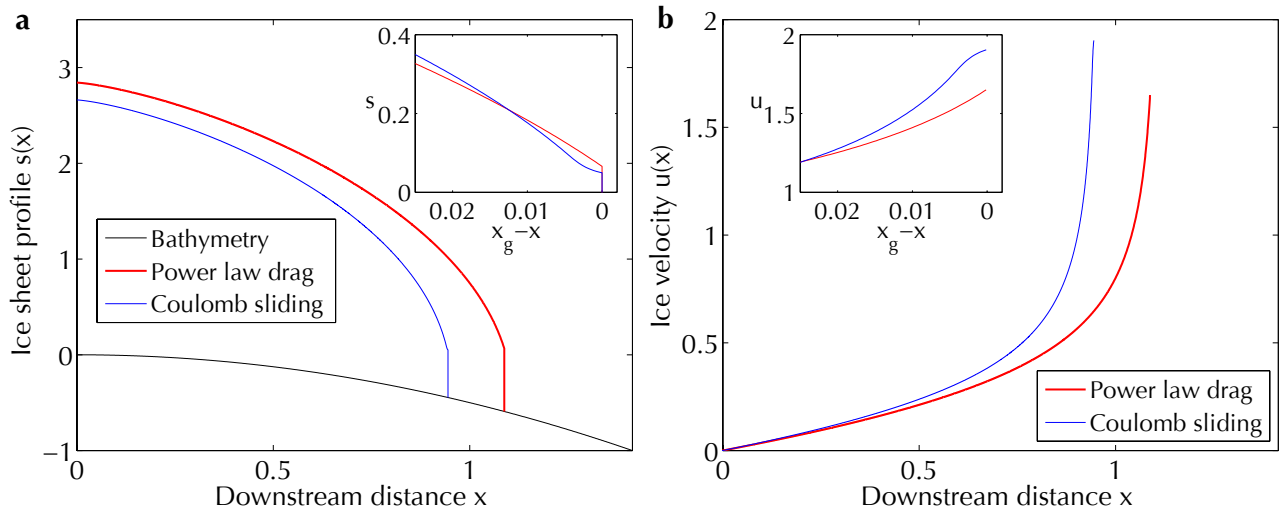 a
Ice sheet profile s(x)
3
2
1
0
−1
0
0.5
1
Downstream distance x
Bathymetry
Power law drag
Coulomb sliding
s
0.4
0.2
0
0.02
0.01
0
x_g−x
b
Ice velocity u(x)
2
1.5
1
0.5
0
0
0.5
1
Downstream distance x
u
2
1.5
1
0.02
0.01
0
x_g−x
Power law drag
Coulomb sliding